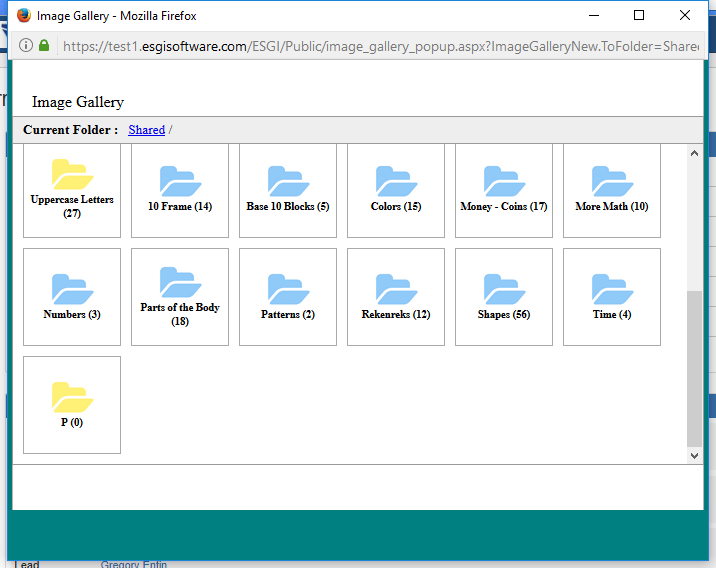 Image Gallery - Mozilla Firefox
https://test1.esgisoftware.com/ESGI/Public/image_gallery_popup.aspx?ImageGalleryNew.ToFolder=Shared
Image Gallery
Current Folder : Shared /
Uppercase Letters
(27)
10 Frame (14)
Base 10 Blocks (5)
Colors (15)
Money - Coins (17)
More Math (10)
Numbers (3)
Parts of the Body
(18)
Patterns (2)
Rekenreks (12)
Shapes (56)
Time (4)
P (0)
Lead
Gregory Entin